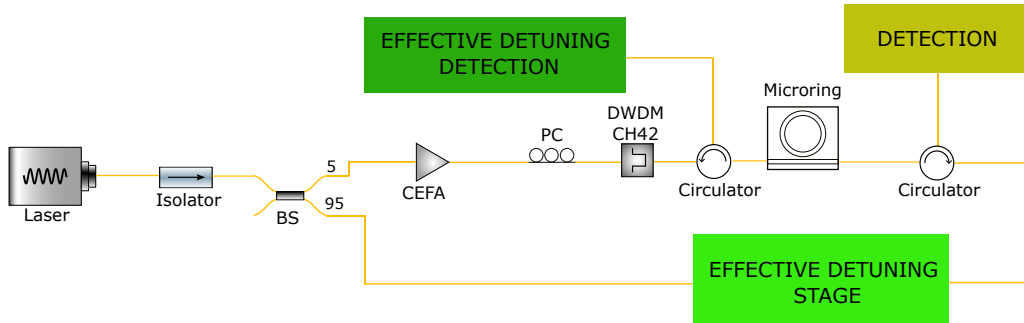 EFFECTIVE DETUNING
DETECTION
DETECTION
Microring
DWDM
CH42
PC
5
CEFA
Circulator
Circulator
Laser
Isolator
BS
95
EFFECTIVE DETUNING
STAGE